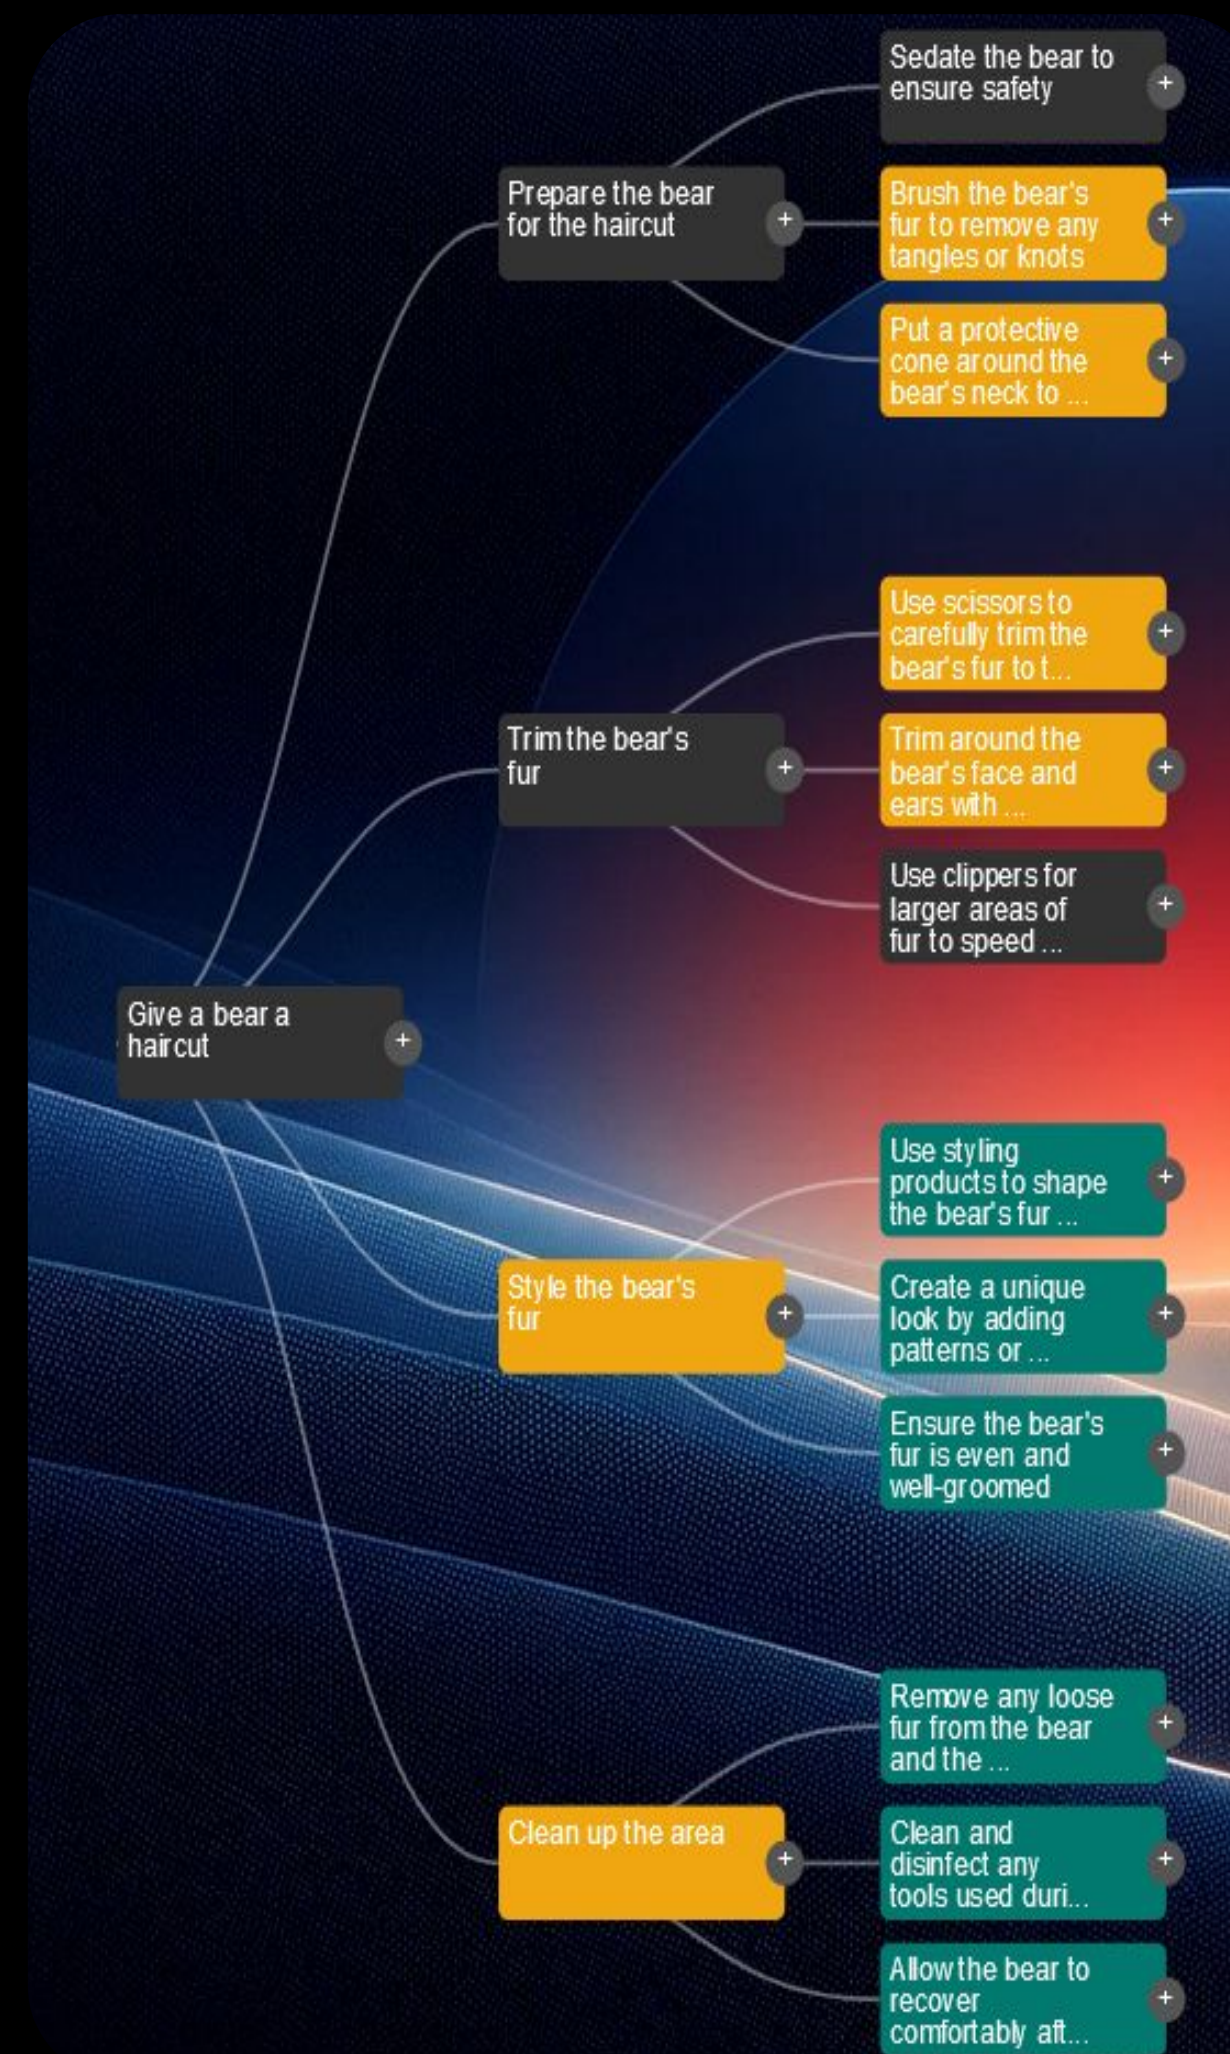 Sedate the bear to
ensure safety
+
Prepare the bear
for the haircut
+
Brush the bear's
fur to remove any
tangles or knots
+
Put a protective
cone around the
bear's neck to ...
+
Use scissors to
carefully trim the
bear's fur to t...
+
Trim the bear's
fur
+
Trim around the
bear's face and
ears with ...
+
Use clippers for
larger areas of
fur to speed ...
+
Give a bear a
haircut
+
Use styling
products to shape
the bear's fur ...
+
Style the bear's
fur
+
Create a unique
look by adding
patterns or ...
+
Ensure the bear's
fur is even and
well-groomed
+
Remove any loose
fur from the bear
and the ...
+
Clean up the area
+
Clean and
disinfect any
tools used duri...
+
Allow the bear to
recover
comfortably aft...
+